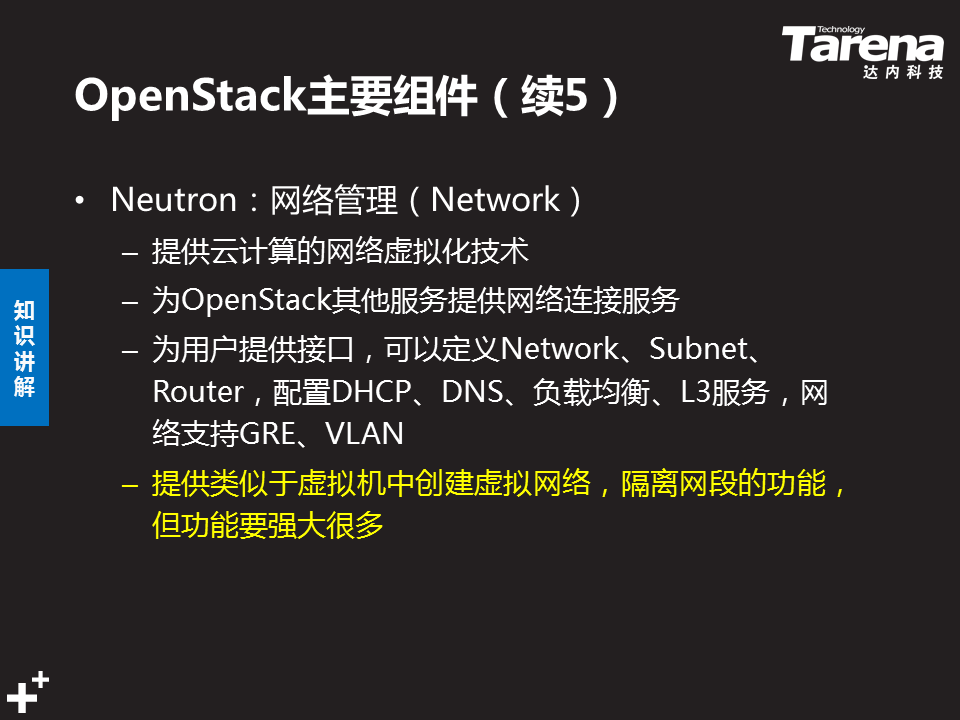 Technology
Tarena
达内科技
OpenStack主要组件（续5）
• Neutron：网络管理（Network）
– 提供云计算的网络虚拟化技术
– 为OpenStack其他服务提供网络连接服务
– 为用户提供接口，可以定义Network、Subnet、
Router，配置DHCP、DNS、负载均衡、L3服务，网
络支持GRE、VLAN
– 提供类似于虚拟机中创建虚拟网络，隔离网段的功能，
但功能要强大很多
知
识
讲
解